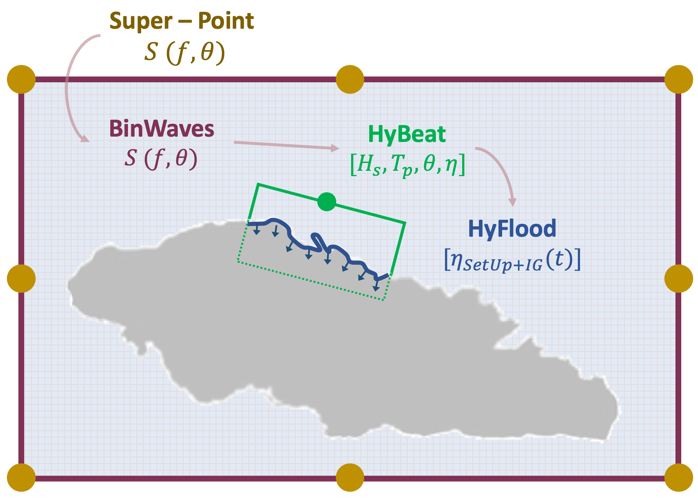 Super – Point
S (f, θ)
BinWaves
S (f, θ)
HyBeat
[Hs, Tp, θ, η]
HyFlood
[ηSetUp+IG(t)]